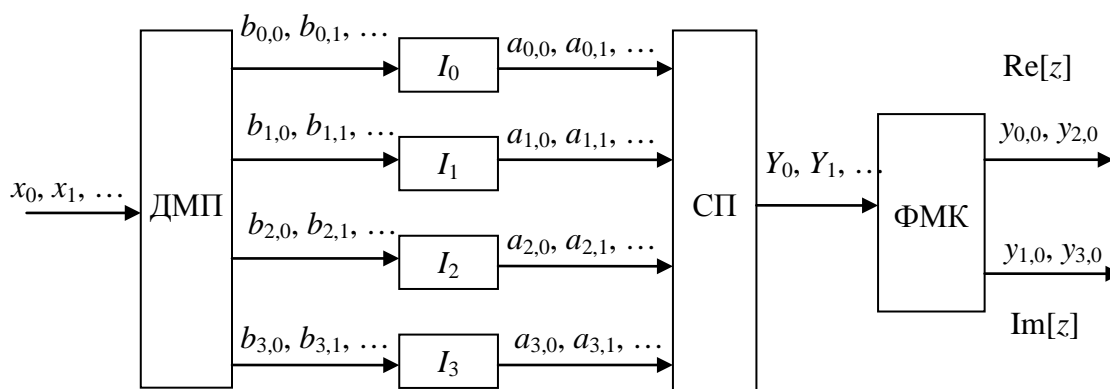 b0,0, b0,1, …
I0
a0,0, a0,1, …
Re[z]
b1,0, b1,1, …
I1
a1,0, a1,1, …
y0,0, y2,0
x0, x1, …
ДМП
СП
Y0, Y1, …
ФМК
b2,0, b2,1, …
I2
a2,0, a2,1, …
y1,0, y3,0
Im[z]
b3,0, b3,1, …
I3
a3,0, a3,1, …